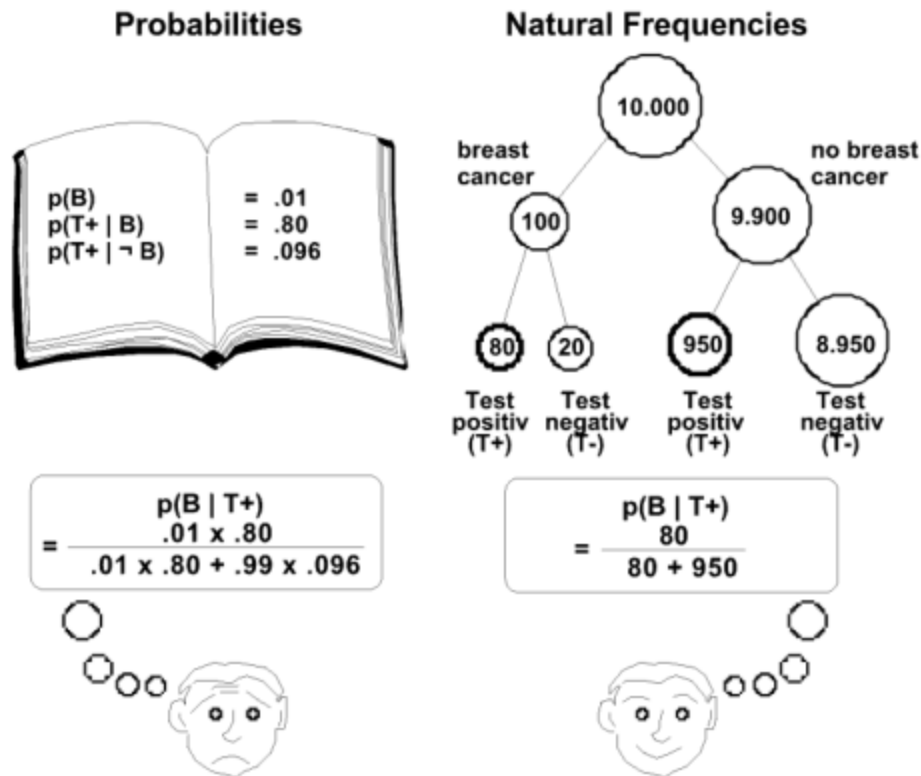 Probabilities
p(B) = .01
p(T+ | B) = .80
p(T+ | ¬ B) = .096
p(B | T+)
= .01 x .80
.01 x .80 + .99 x .096
Natural Frequencies
10.000
breast
cancer
no breast
cancer
100
9.900
80
20
950
8.950
Test
positiv
(T+)
Test
negativ
(T-)
Test
positiv
(T+)
Test
negativ
(T-)
p(B | T+)
= 80
80 + 950